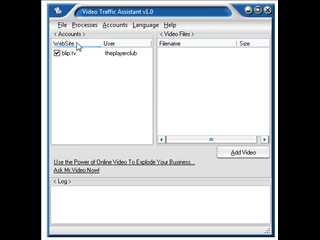 Video Traffic Assistant v1.0
File Processes Accounts Language Help
< Accounts > < Video Files >
WebSite User Filename Size
blip.tv theplayerclub
Add Video
Use the Power of Online Video To Explode Your Business...
Ask Mr.Video Now!
< Log >